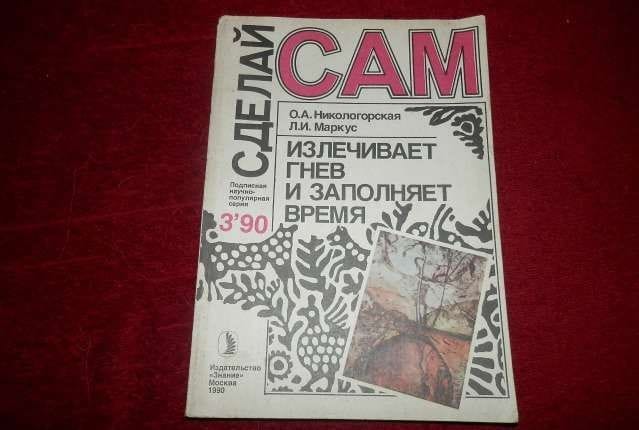 СДЕЛАЙ
САМ
О.А. Никологорская
Л.И. Маркус
ИЗЛЕЧИВАЕТ
ГНЕВ
И ЗАПОЛНЯЕТ
ВРЕМЯ
Подписная
научно-
популярная
серия
3'90
Издательство
«Знание»
Москва
1990